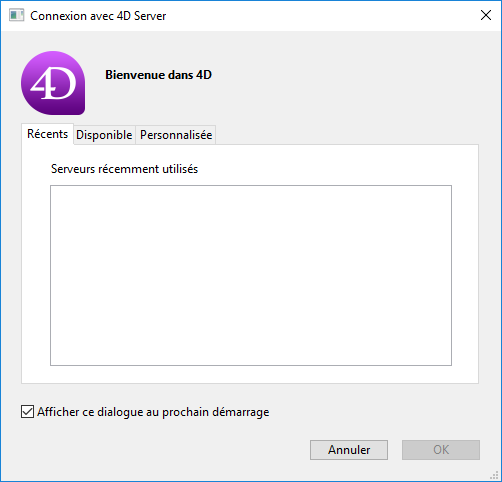 Connexion avec 4D Server
4D
Bienvenue dans 4D
Récents Disponible Personnalisée
Serveurs récemment utilisés
Afficher ce dialogue au prochain démarrage
Annuler OK